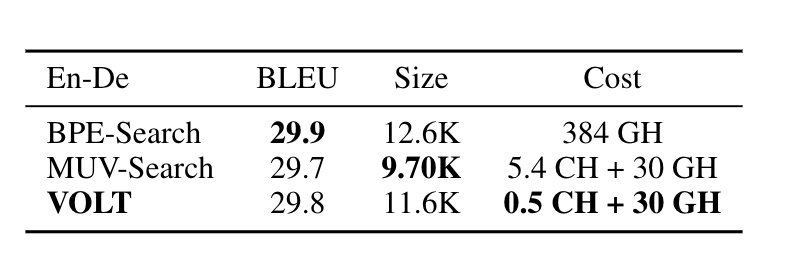 En-De BLEU Size Cost
BPE-Search 29.9 12.6K 384 GH
MUV-Search 29.7 9.70K 5.4 CH + 30 GH
VOLT 29.8 11.6K 0.5 CH + 30 GH